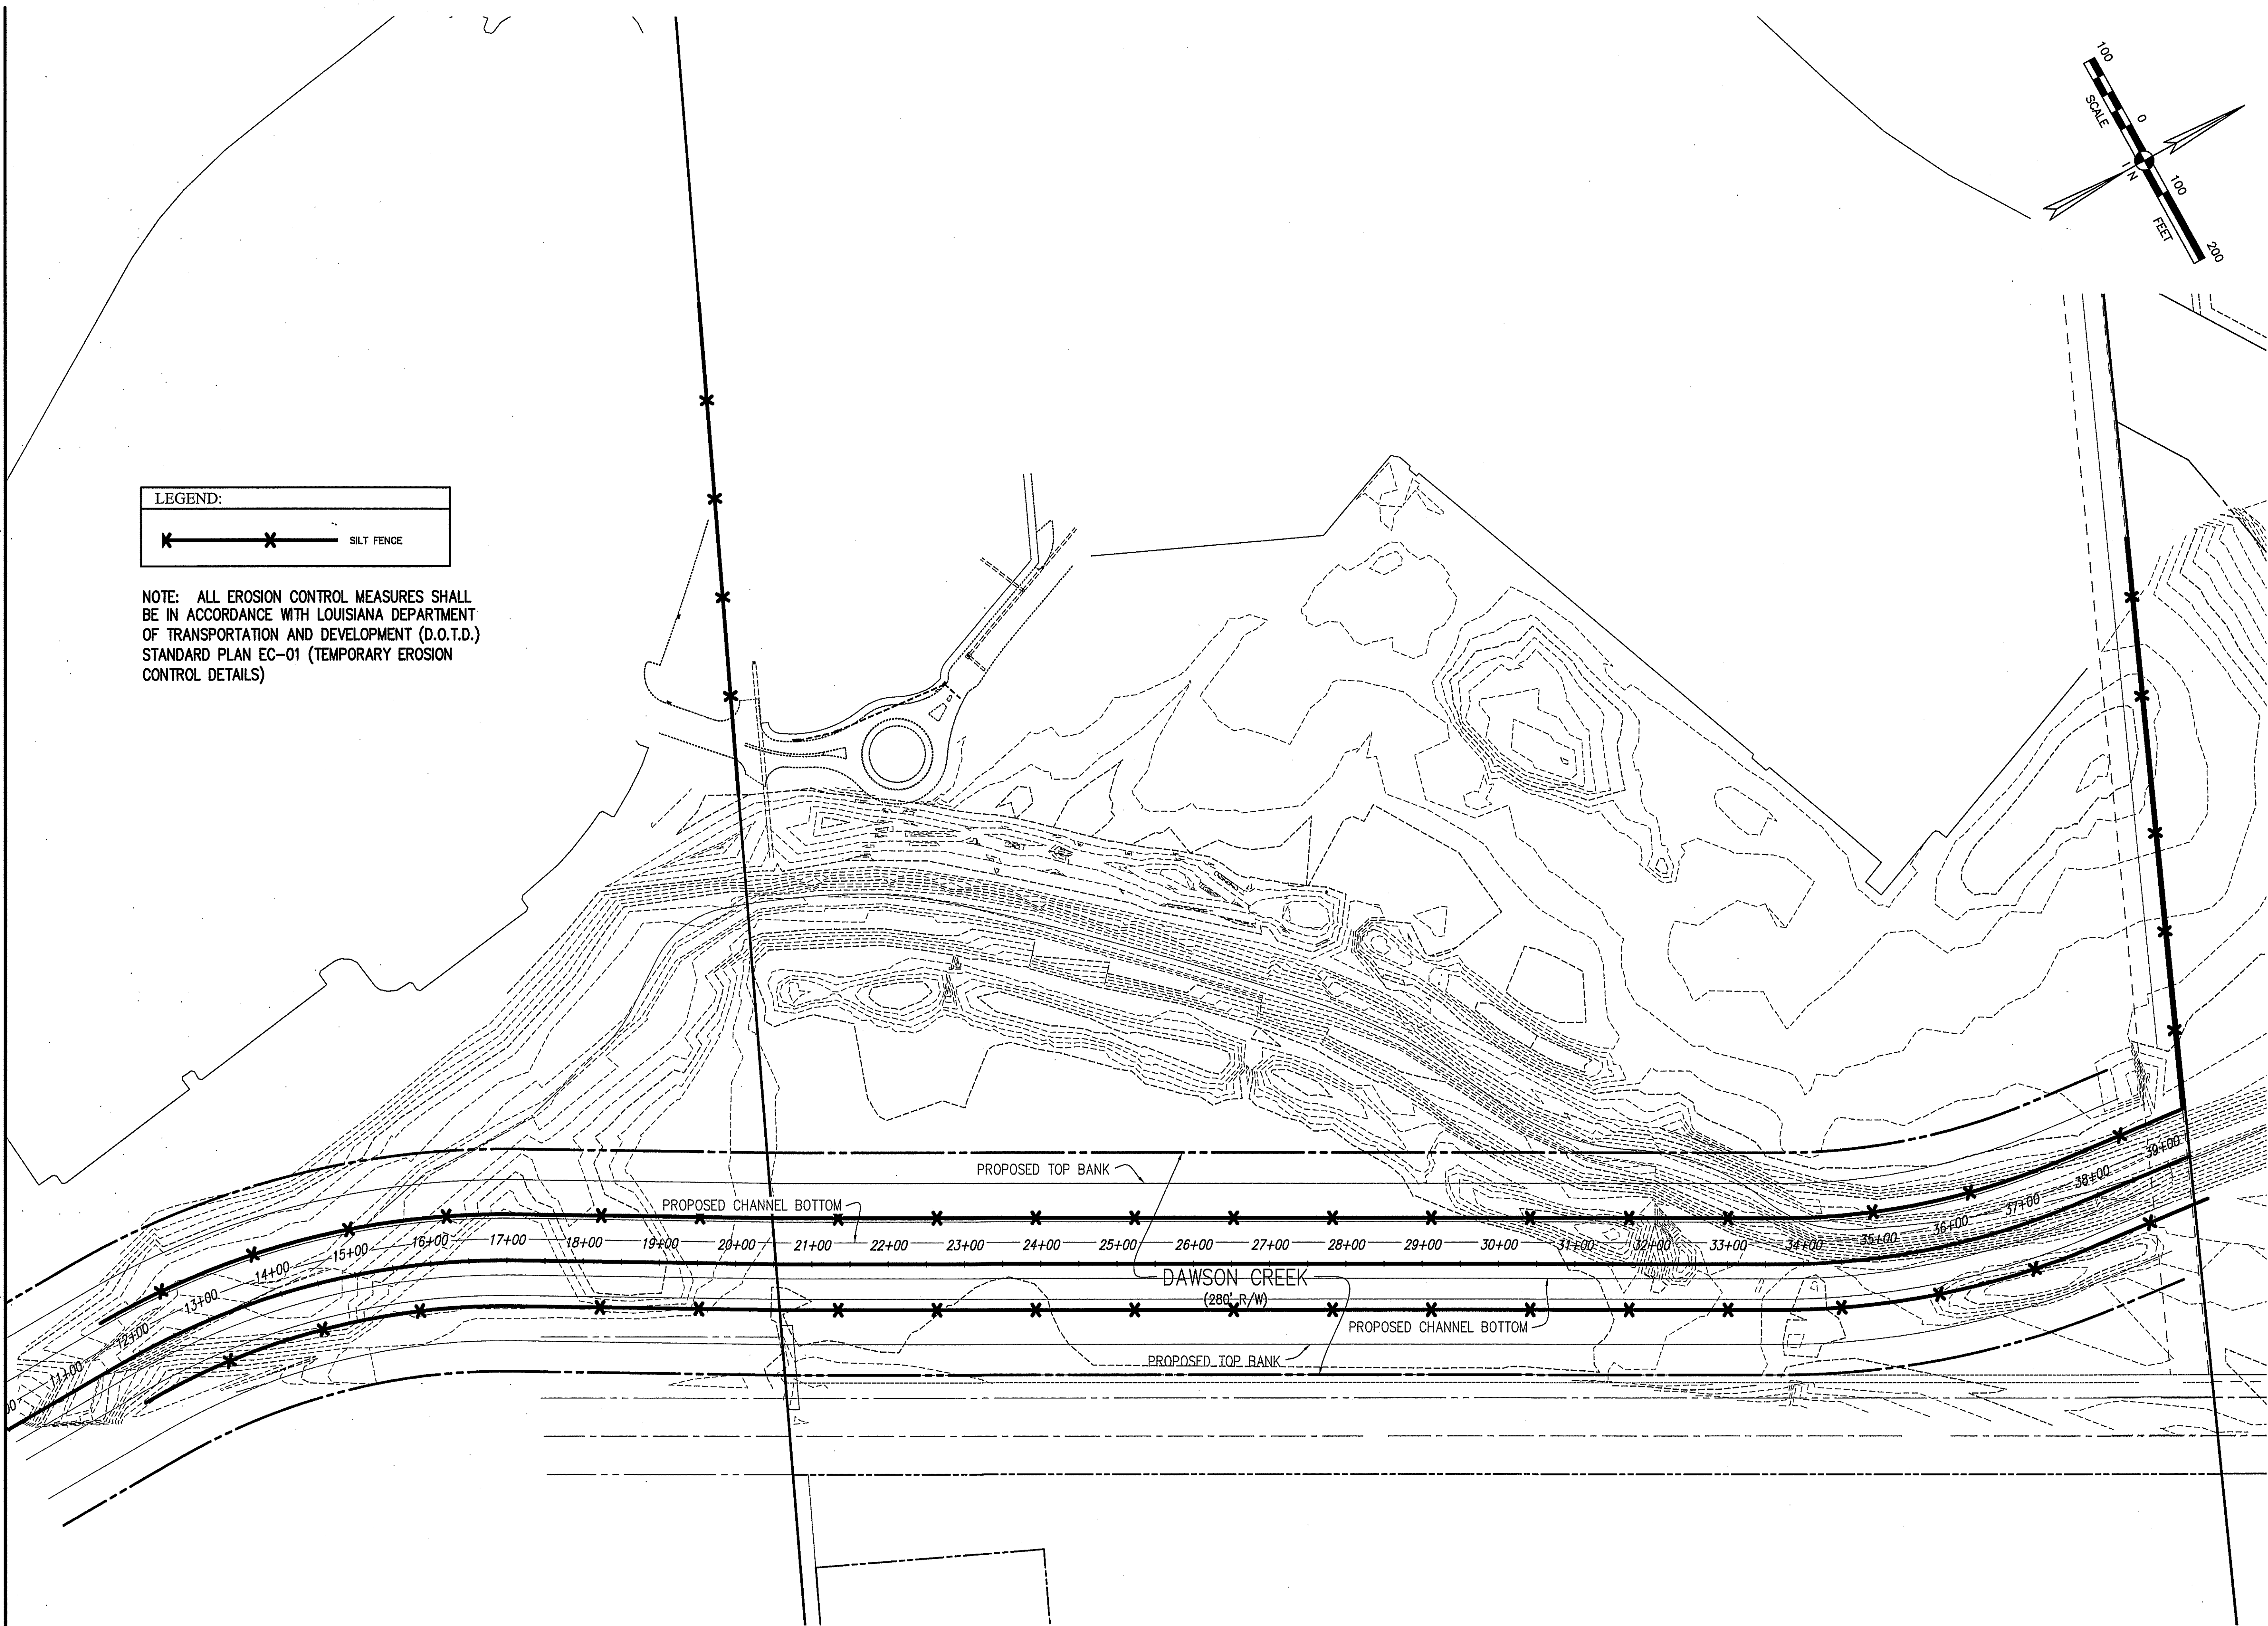 100
SCALE
0
N
100
FEET
200
LEGEND:
SILT FENCE
NOTE: ALL EROSION CONTROL MEASURES SHALL
BE IN ACCORDANCE WITH LOUISIANA DEPARTMENT
OF TRANSPORTATION AND DEVELOPMENT (D.O.T.D.)
STANDARD PLAN EC-01 (TEMPORARY EROSION
CONTROL DETAILS)
PROPOSED TOP BANK
PROPOSED CHANNEL BOTTOM
00
11+00
12+00
13+00
14+00
15+00
16+00
17+00
18+00
19+00
20+00
21+00
22+00
23+00
24+00
25+00
26+00
27+00
28+00
29+00
30+00
31+00
32+00
33+00
34+00
35+00
36+00
37+00
38+00
39+00
DAWSON CREEK
(280' R/W)
PROPOSED CHANNEL BOTTOM
PROPOSED TOP BANK